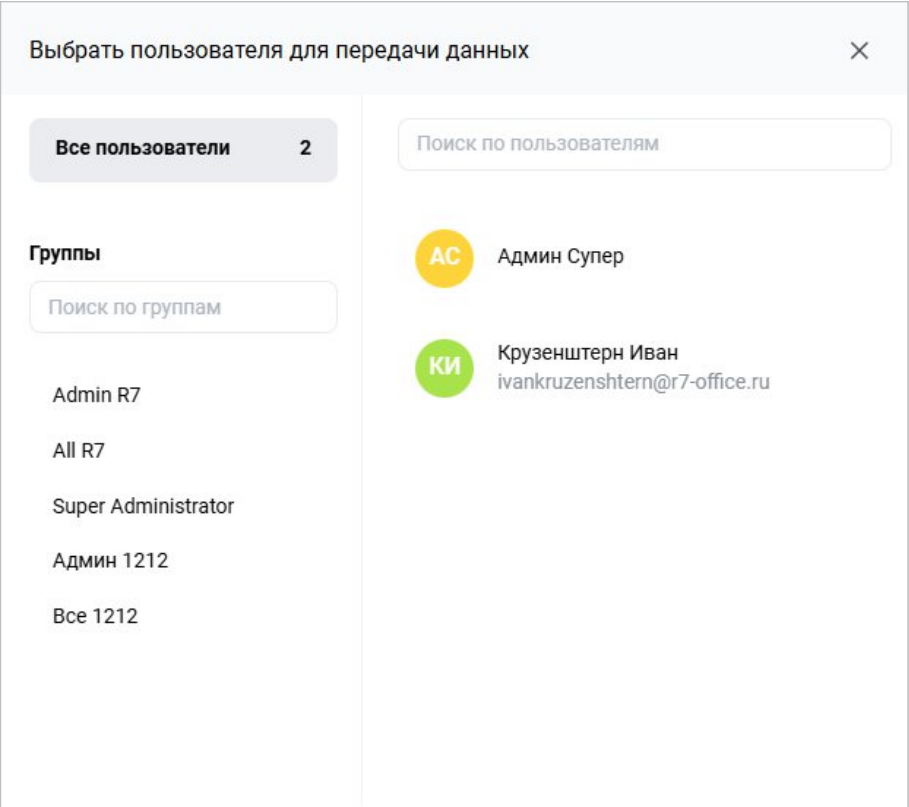 Выбрать пользователя для передачи данных
Все пользователи 2
Группы
Поиск по группам
Admin R7
All R7
Super Administrator
Админ 1212
Все 1212
Поиск по пользователям
АС Админ Супер
КИ Крузенштерн Иван
ivankruzenshtern@r7-office.ru